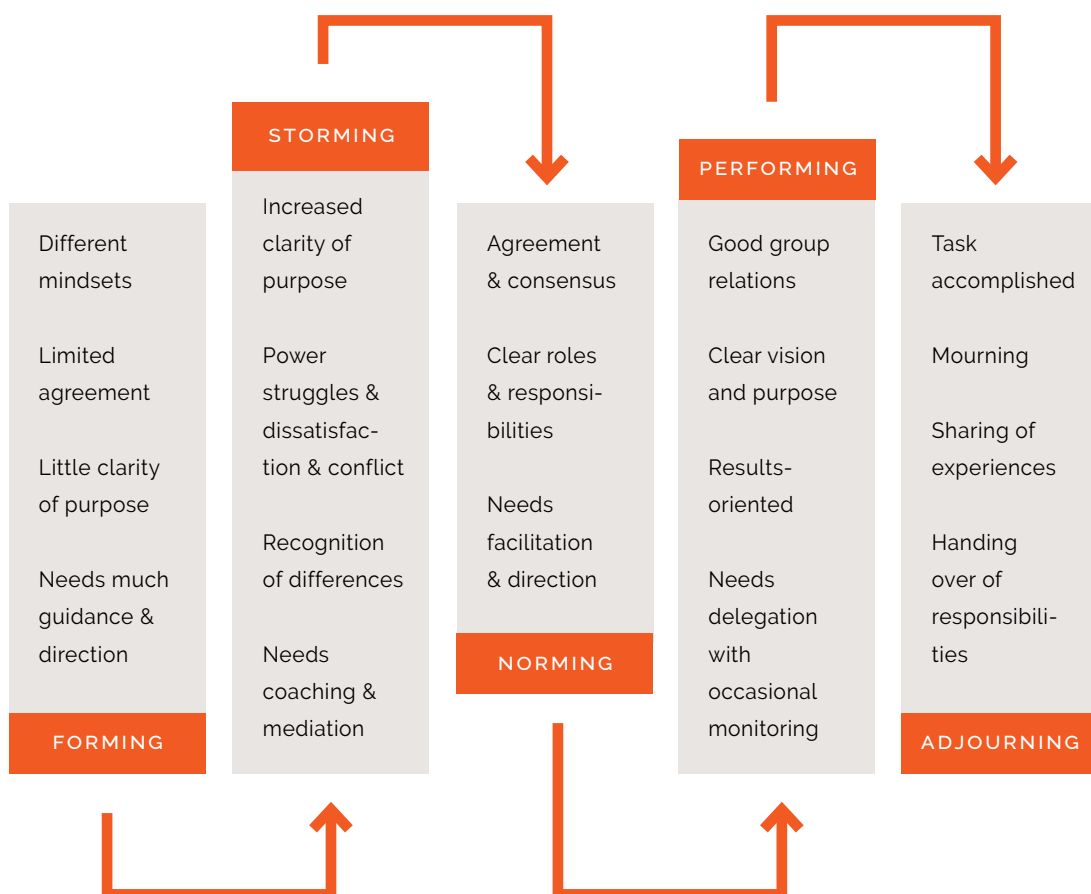 Different
mindsets
Limited
agreement
Little clarity
of purpose
Needs much
guidance &
direction
FORMING
STORMING
Increased
clarity of
purpose
Power
struggles &
dissatisfac-
tion & conflict
Recognition
of differences
Needs
coaching &
mediation
Agreement
& consensus
Clear roles
& responsi-
bilities
Needs
facilitation
& direction
NORMING
PERFORMING
Good group
relations
Clear vision
and purpose
Results-
oriented
Needs
delegation
with
occasional
monitoring
Task
accomplished
Mourning
Sharing of
experiences
Handing
over of
responsibili-
ties
ADJOURNING